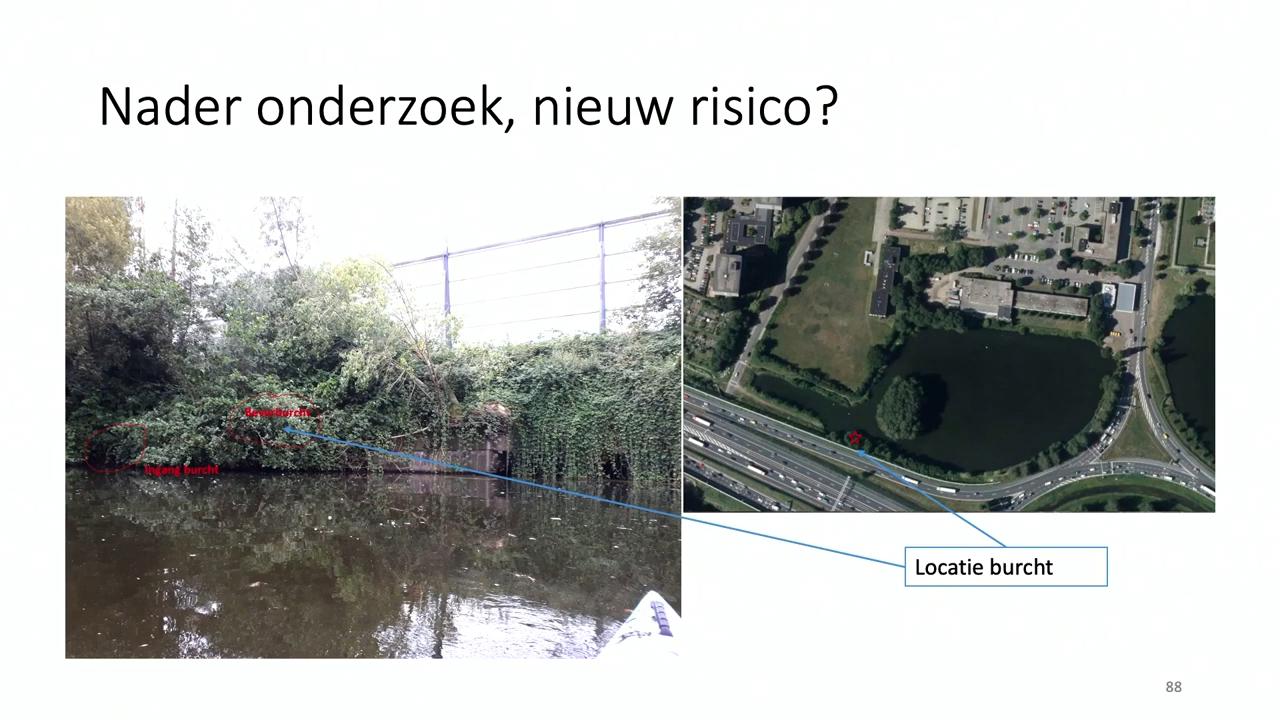 Nader onderzoek, nieuw risico?
Beverburcht
Ingang burcht
Locatie burcht
88